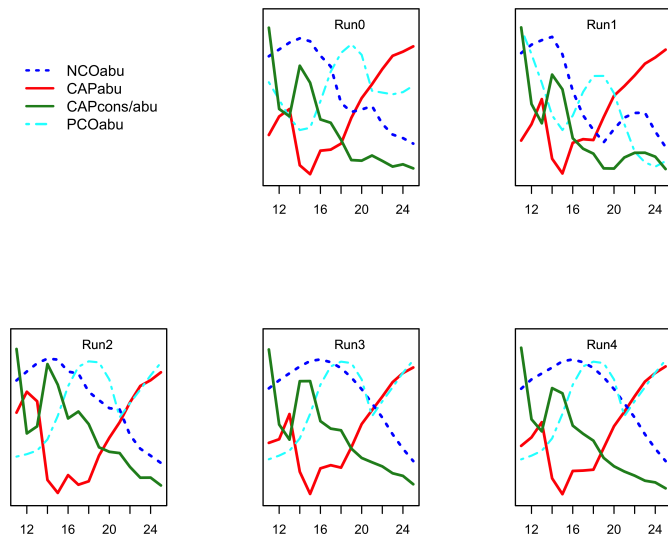 Run0
Run1
NCOabu
CAPabu
CAPcons/abu
PCOabu
12 16 20 24
12 16 20 24
Run2
Run3
Run4
12 16 20 24
12 16 20 24
12 16 20 24